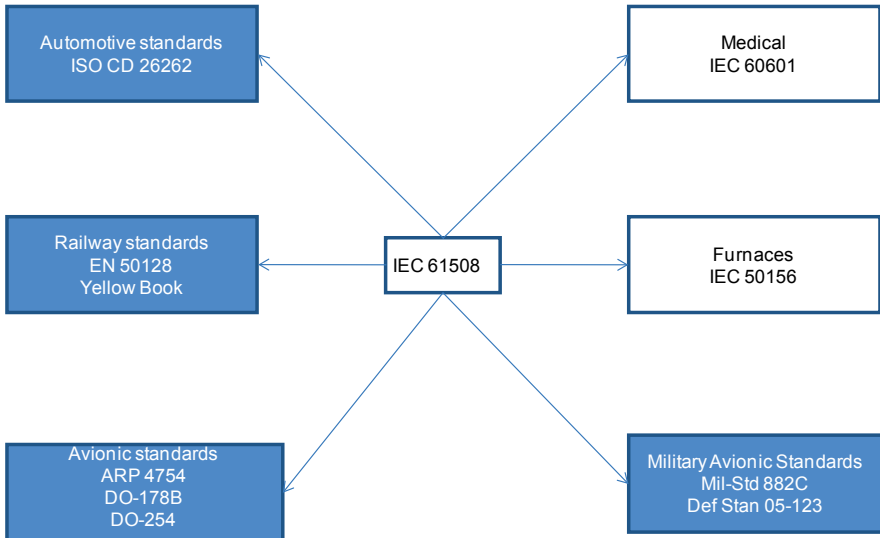 Automotive standards
ISO CD 26262
Medical
IEC 60601
Railway standards
EN 50128
Yellow Book
IEC 61508
Furnaces
IEC 50156
Avionic standards
ARP 4754
DO-178B
DO-254
Military Avionic Standards
Mil-Std 882C
Def Stan 05-123